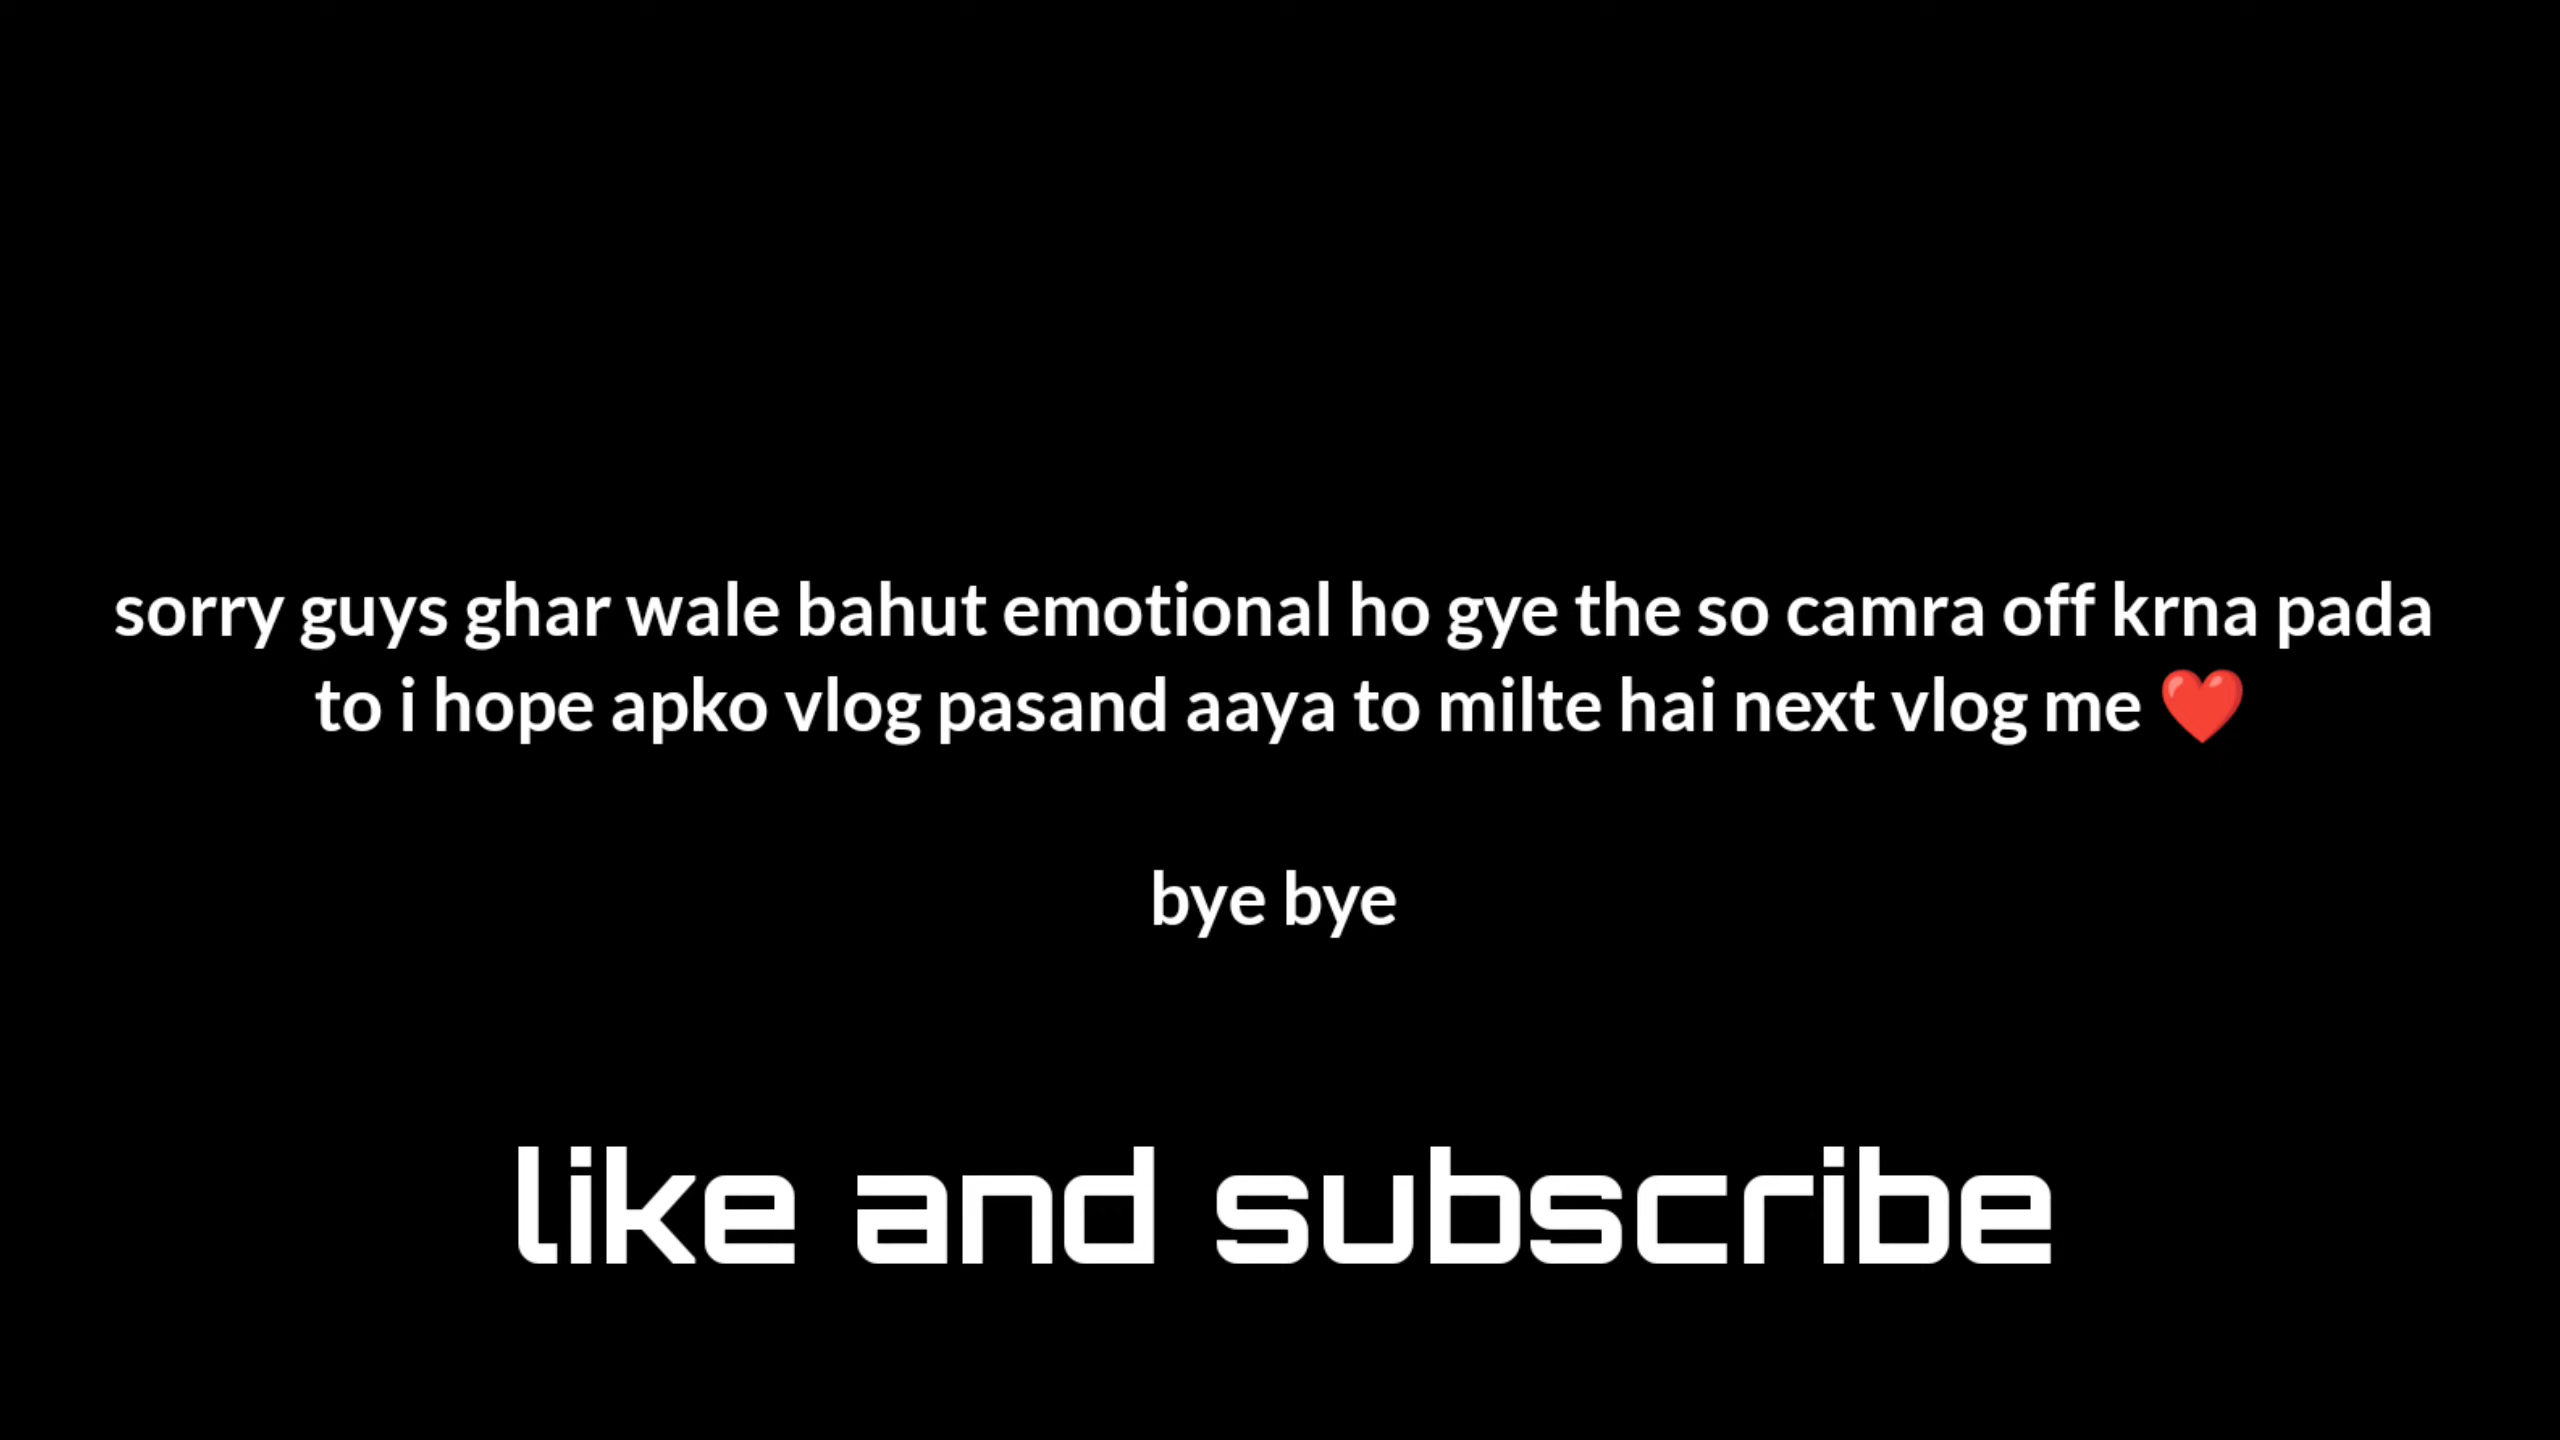 sorry guys ghar wale bahut emotional ho gye the so camra off krna pada
to i hope apko vlog pasand aaya to milte hai next vlog me ❤️
bye bye
like and subscribe